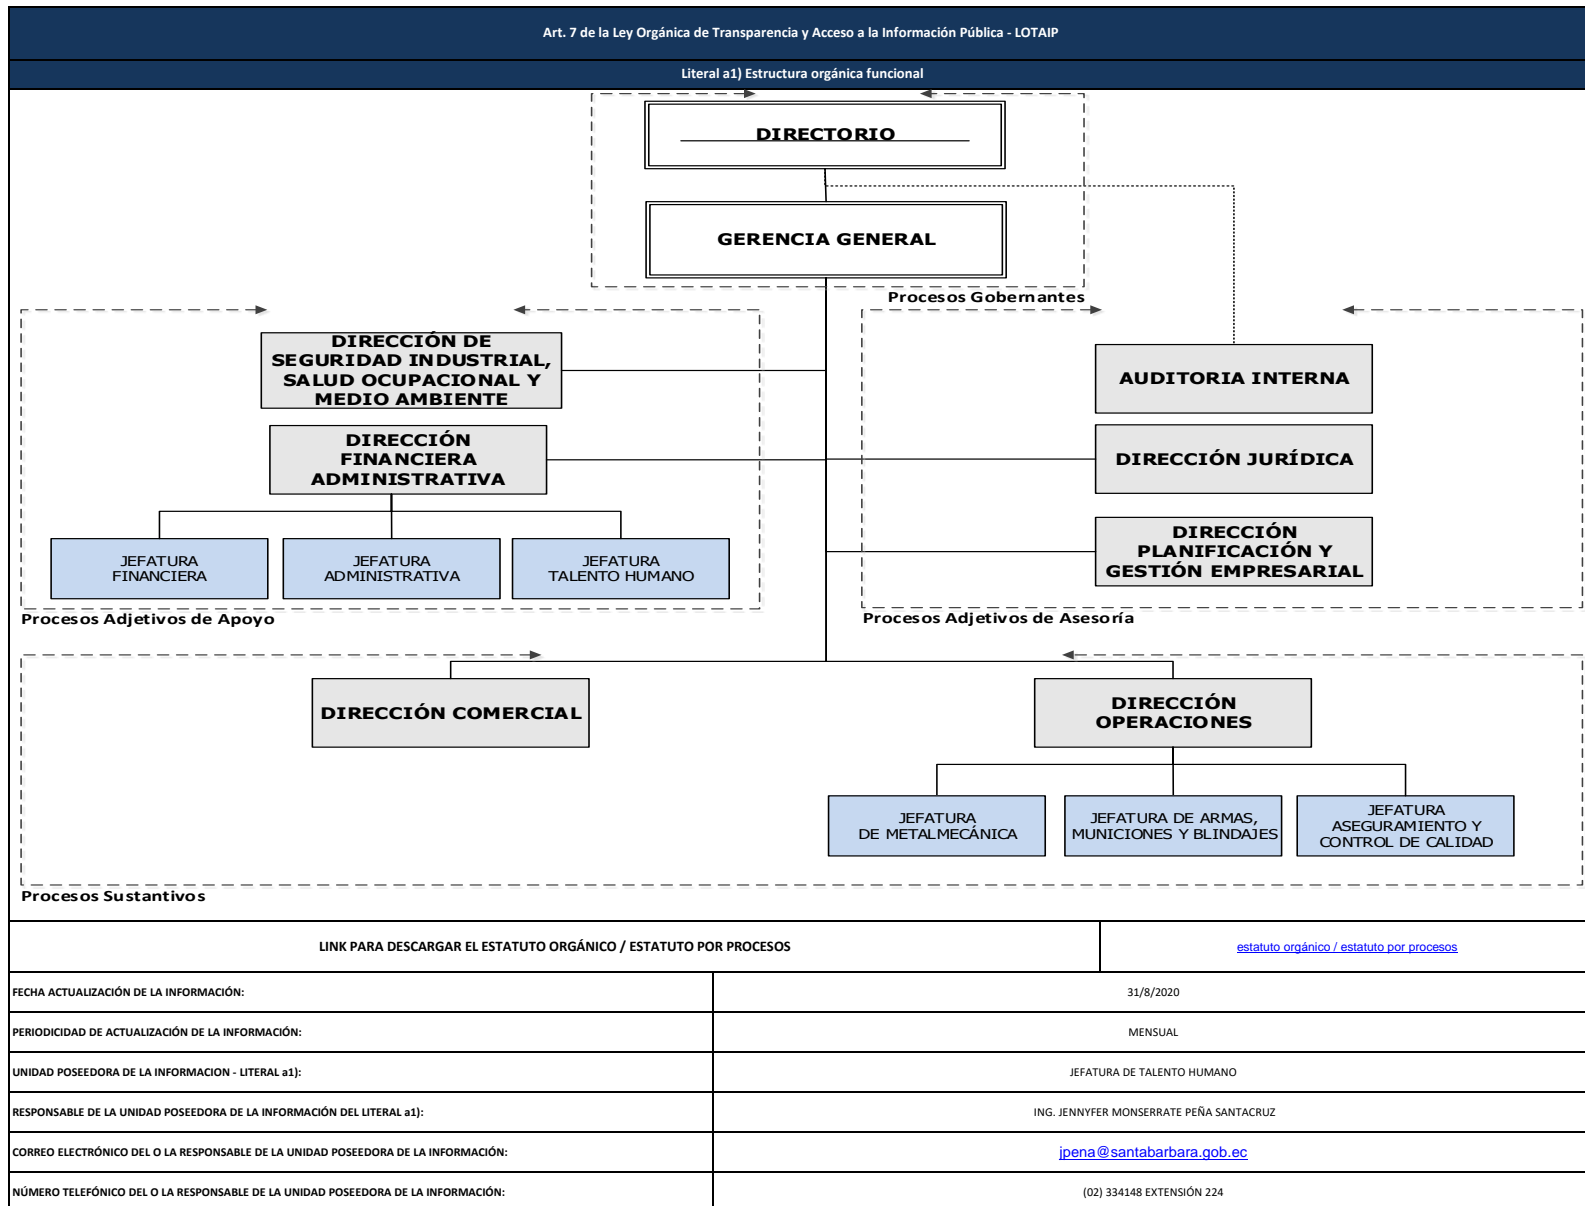 Art. 7 de la Ley Orgánica de Transparencia y Acceso a la Información Pública - LOTAIP
Literal a1) Estructura orgánica funcional
DIRECTORIO
GERENCIA GENERAL
Procesos Gobernantes
DIRECCIÓN DE
SEGURIDAD INDUSTRIAL,
SALUD OCUPACIONAL Y
MEDIO AMBIENTE
AUDITORIA INTERNA
DIRECCIÓN
FINANCIERA
ADMINISTRATIVA
DIRECCIÓN JURÍDICA
DIRECCIÓN
PLANIFICACIÓN Y
GESTIÓN EMPRESARIAL
JEFATURA
FINANCIERA
JEFATURA
ADMINISTRATIVA
JEFATURA
TALENTO HUMANO
Procesos Adjetivos de Apoyo
Procesos Adjetivos de Asesoría
DIRECCIÓN COMERCIAL
DIRECCIÓN
OPERACIONES
JEFATURA
DE METALMECÁNICA
JEFATURA DE ARMAS,
MUNICIONES Y BLINDAJES
JEFATURA
ASEGURAMIENTO Y
CONTROL DE CALIDAD
Procesos Sustantivos
LINK PARA DESCARGAR EL ESTATUTO ORGÁNICO / ESTATUTO POR PROCESOS
estatuto orgánico / estatuto por procesos
FECHA ACTUALIZACIÓN DE LA INFORMACIÓN:
31/8/2020
PERIODICIDAD DE ACTUALIZACIÓN DE LA INFORMACIÓN:
MENSUAL
UNIDAD POSEEDORA DE LA INFORMACION - LITERAL a1):
JEFATURA DE TALENTO HUMANO
RESPONSABLE DE LA UNIDAD POSEEDORA DE LA INFORMACIÓN DEL LITERAL a1):
ING. JENNYFER MONSERRATE PEÑA SANTACRUZ
CORREO ELECTRÓNICO DEL O LA RESPONSABLE DE LA UNIDAD POSEEDORA DE LA INFORMACIÓN:
jpena@santabarbara.gob.ec
NÚMERO TELEFÓNICO DEL O LA RESPONSABLE DE LA UNIDAD POSEEDORA DE LA INFORMACIÓN:
(02) 334148 EXTENSIÓN 224